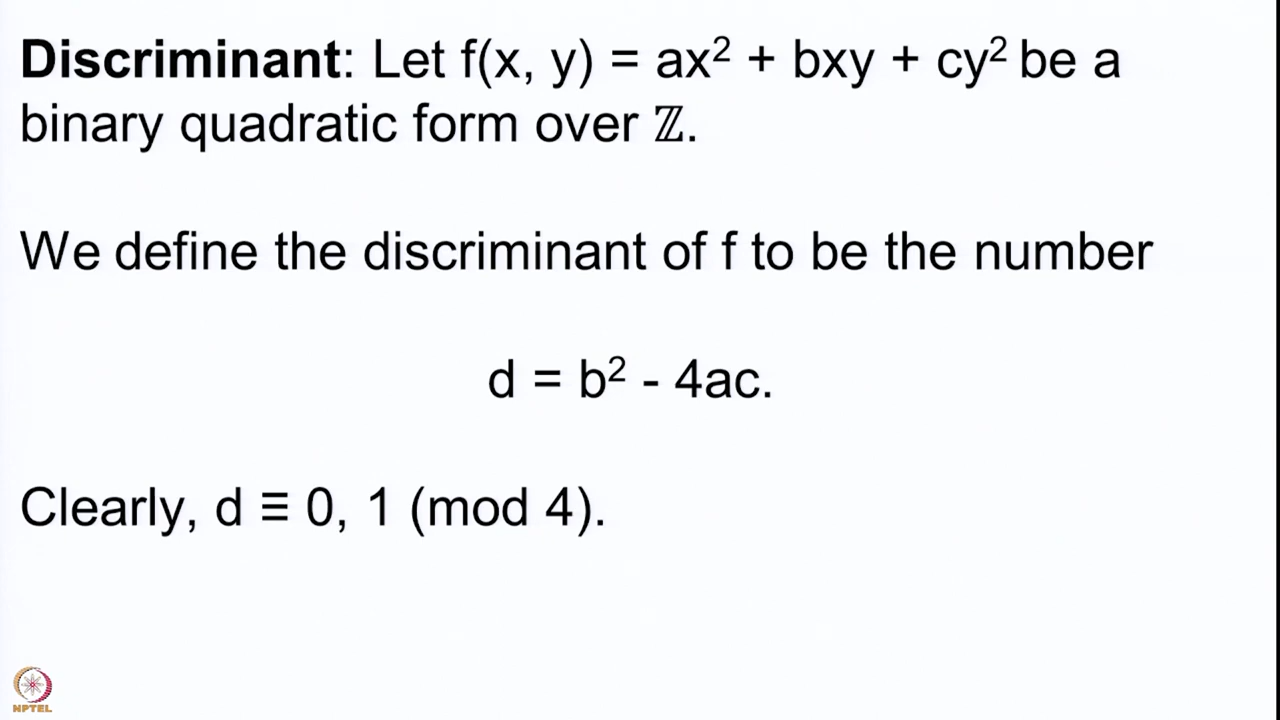 Discriminant: Let f(x, y) = ax² + bxy + cy² be a
binary quadratic form over ℤ.
We define the discriminant of f to be the number
d = b² - 4ac.
Clearly, d ≡ 0, 1 (mod 4).
NPTEL